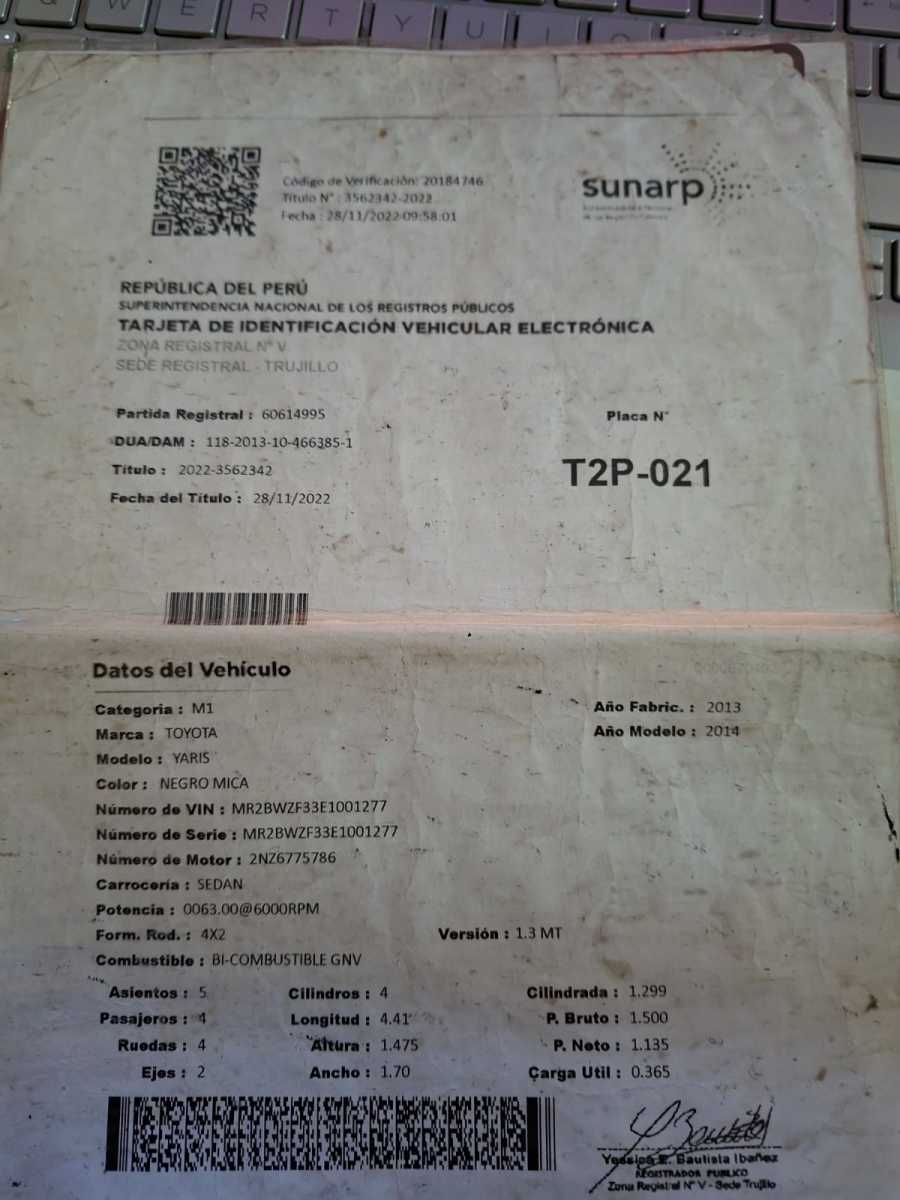 W E R T Y U I
Código de Verificación: 20184746
Título N° : 3562342-2022
Fecha : 28/11/2022 09:58:01
sunarp
REPÚBLICA DEL PERÚ
SUPERINTENDENCIA NACIONAL DE LOS REGISTROS PÚBLICOS
TARJETA DE IDENTIFICACIÓN VEHICULAR ELECTRÓNICA
ZONA REGISTRAL N° V
SEDE REGISTRAL - TRUJILLO
Partida Registral : 60614995
DUA/DAM : 118-2013-10-466385-1
Título : 2022-3562342
Fecha del Título : 28/11/2022
Placa N°
T2P-021
Datos del Vehículo
Categoria : M1
Marca : TOYOTA
Modelo : YARIS
Color : NEGRO MICA
Número de VIN : MR2BWZF33E1001277
Número de Serie : MR2BWZF33E1001277
Número de Motor : 2NZ6775786
Carrocería : SEDAN
Potencia : 0063.00@6000RPM
Form. Rod. : 4X2
Combustible : BI-COMBUSTIBLE GNV
Año Fabric. : 2013
Año Modelo : 2014
Versión : 1.3 MT
Asientos : 5 Cilindros : 4 Cilindrada : 1.299
Pasajeros : 4 Longitud : 4.41 P. Bruto : 1.500
Ruedas : 4 Altura : 1.475 P. Neto : 1.135
Ejes : 2 Ancho : 1.70 Carga Util : 0.365
Bautista Ibañez
REGISTRADOR PUBLICO
Zona Registral N° V - Sede Trujillo